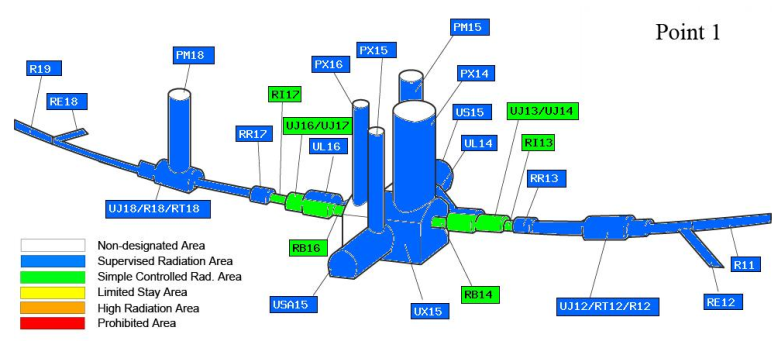 Point 1
PM15
PX15
PM18
PX16
R19
PX14
RI17
RE18
US15
UJ13/UJ14
UJ16/UJ17
RR17
UL16
UL14
RI13
RR13
UJ18/R18/RT18
RB16
R11
RB14
USA15
UX15
UJ12/RT12/R12
RE12
Non-designated Area
Supervised Radiation Area
Simple Controlled Rad. Area
Limited Stay Area
High Radiation Area
Prohibited Area